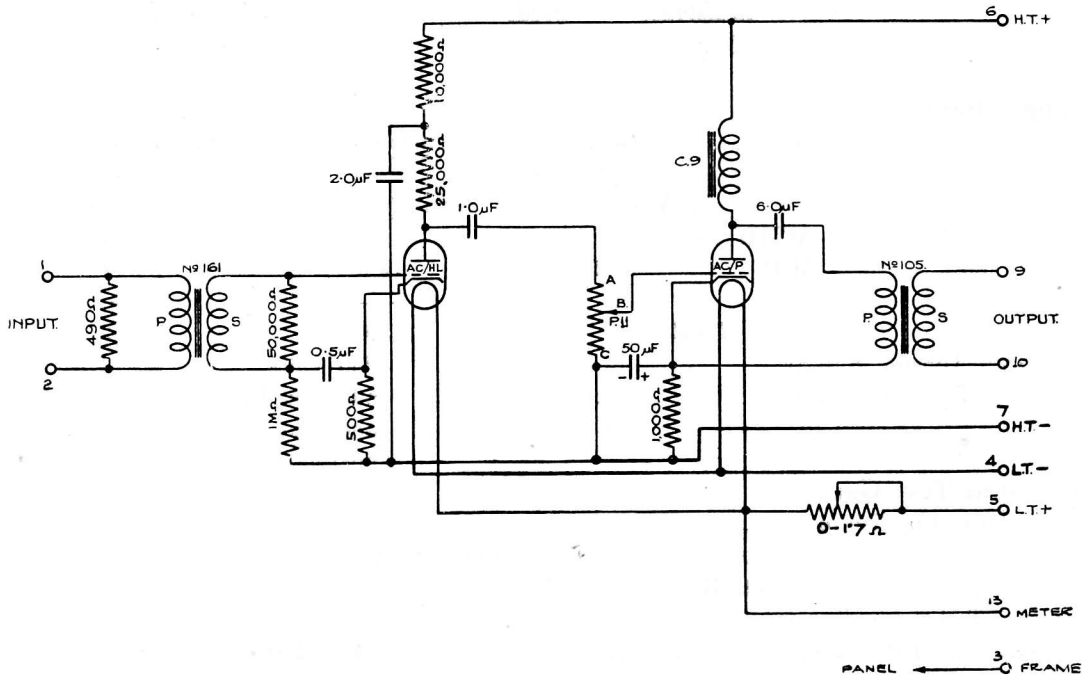 6
H.T.+
10,000Ω
C.9
2·0µF
25,000Ω
1·0µF
6·0µF
AC/HL
AC/P
Nº 161
Nº 105.
1
9
A
B.
P.11
C
INPUT.
490Ω
P
S
50,000Ω
P.
S
OUTPUT.
0·5µF
50µF
- +
2
10
1MΩ
500Ω
1,000Ω
7
H.T-
4
L.T-
5
L.T+
0-1·7Ω
13
METER
3
PANEL
FRAME